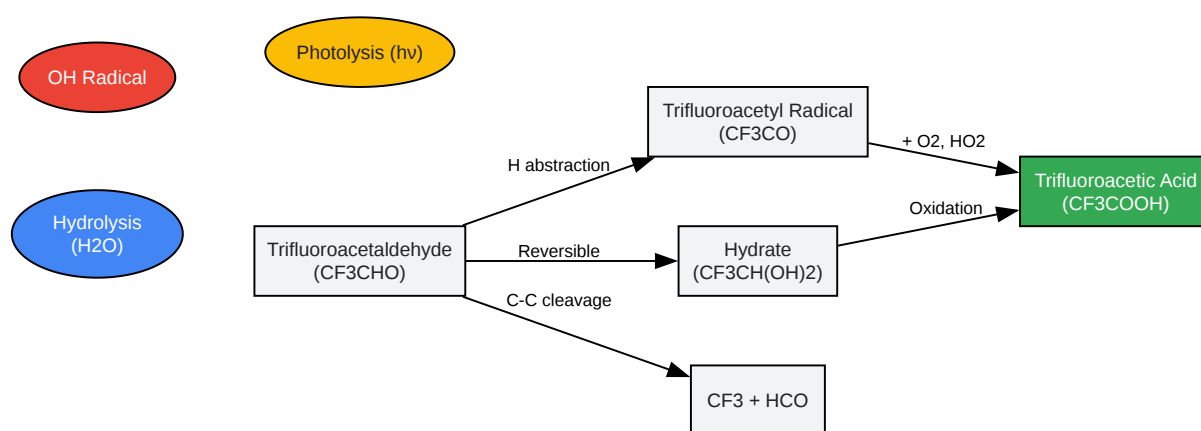 Photolysis (hν)
OH Radical
Trifluoroacetyl Radical
(CF3CO)
+ O2, HO2
H abstraction
Trifluoroacetic Acid
(CF3COOH)
Hydrolysis
(H2O)
Oxidation
Trifluoroacetaldehyde
(CF3CHO)
Reversible
Hydrate
(CF3CH(OH)2)
C-C cleavage
CF3 + HCO